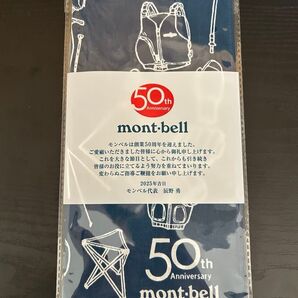 50th
Anniversary
mont-bell
モンベルは創業50周年を迎えました。
ご愛顧いただきました皆様に心から御礼申し上げます。
これを大きな節目として、これからも引き続き
皆様のお役に立てるよう努力を重ねてまいります。
変わらぬご指導ご鞭撻をお願い申し上げます。
2025年吉日
モンベル代表 辰野 勇
50th
Anniversary
mont-bell